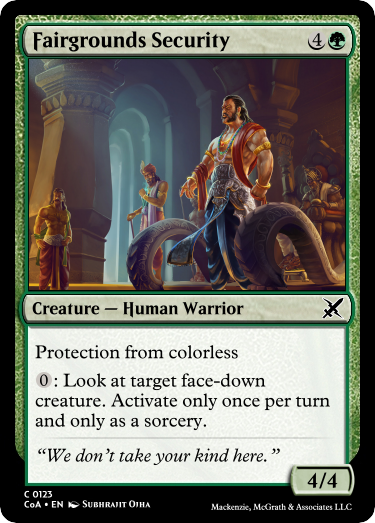 Fairgrounds Security 4
Creature — Human Warrior
Protection from colorless
0: Look at target face-down
creature. Activate only once per turn
and only as a sorcery.
“We don’t take your kind here.”
4/4
C 0123
CoA • EN Subhrajit Ojha
Mackenzie, McGrath & Associates LLC